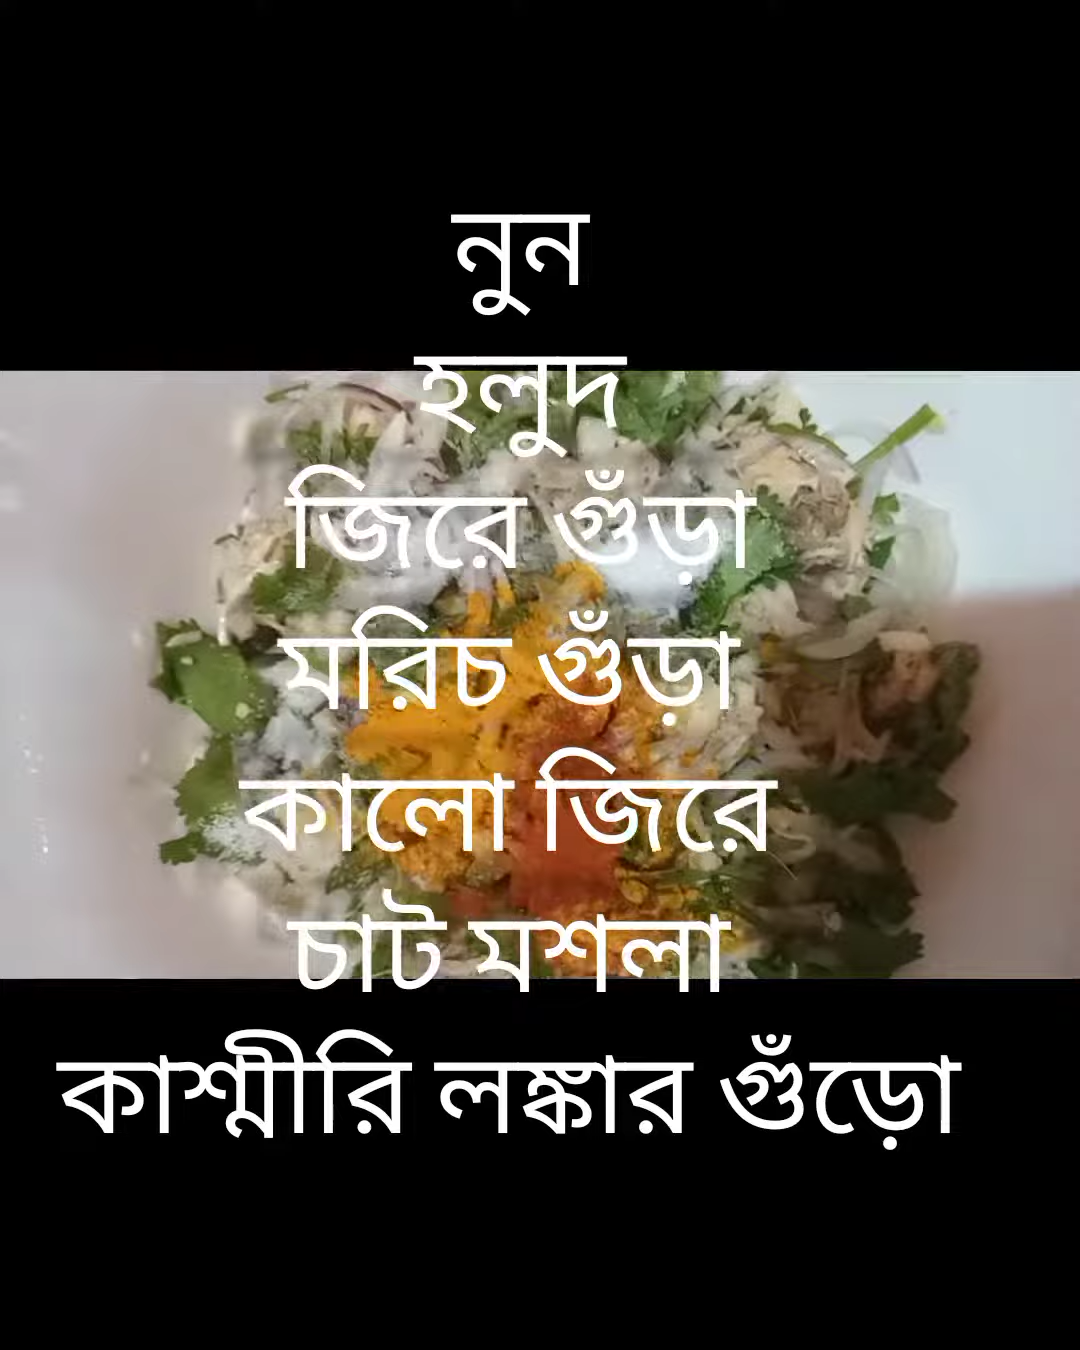 নুন
হলুদ
জিরে গুঁড়া
মরিচ গুঁড়া
কালো জিরে
চাট মশলা
কাশ্মীরি লঙ্কার গুঁড়ো